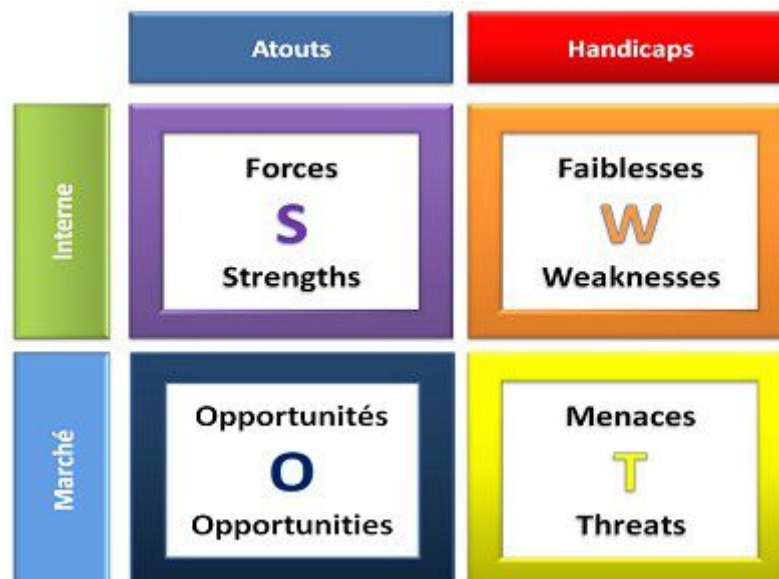 Atouts
Handicaps
Interne
Forces
S
Strengths
Faiblesses
W
Weaknesses
Marché
Opportunités
O
Opportunities
Menaces
T
Threats